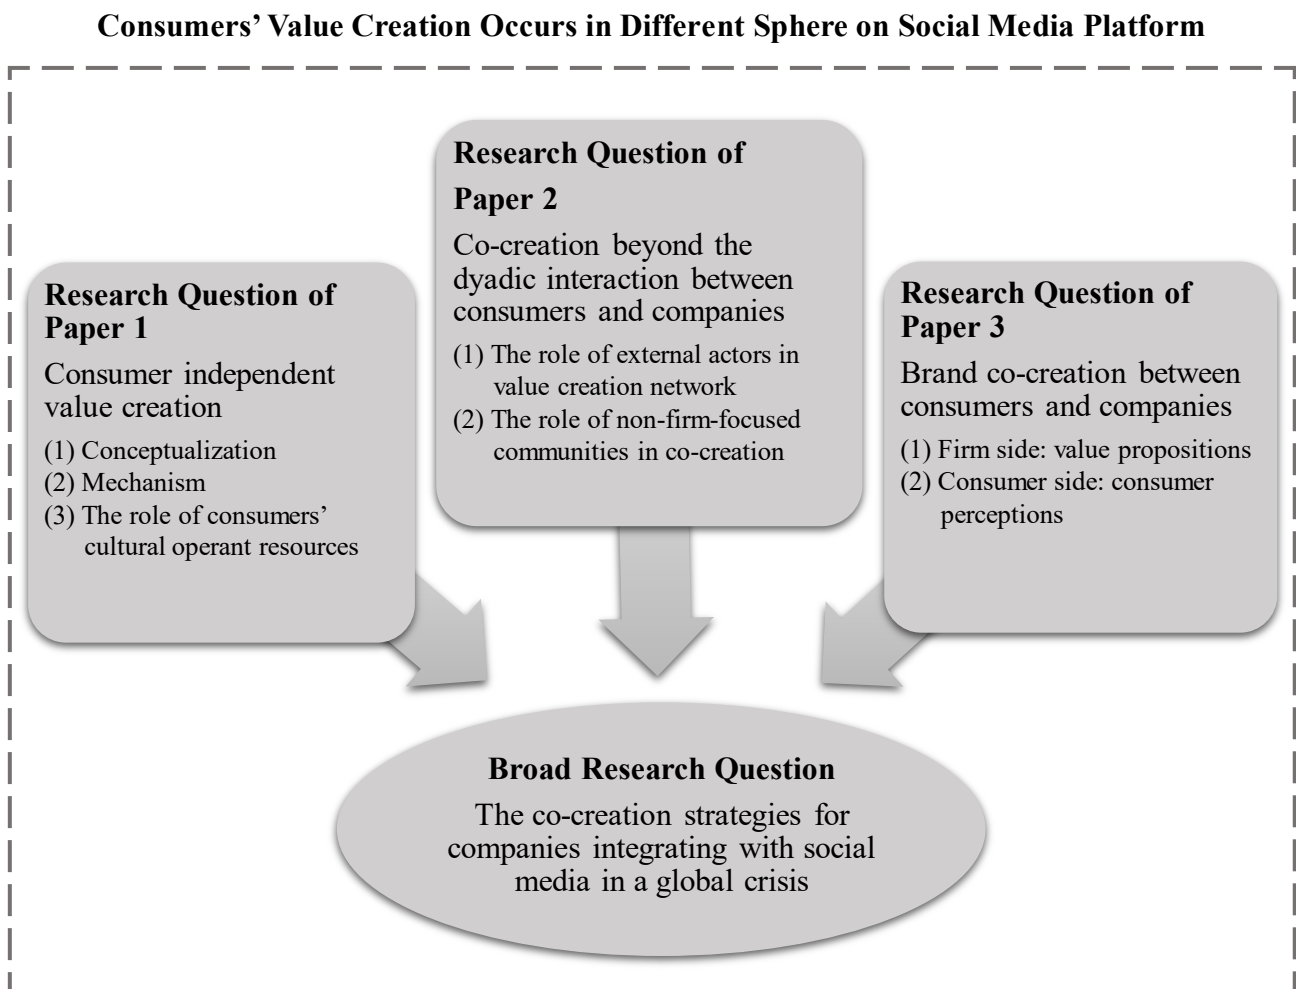 Consumers’ Value Creation Occurs in Different Sphere on Social Media Platform
Research Question of
Paper 1
Consumer independent
value creation
(1) Conceptualization
(2) Mechanism
(3) The role of consumers’
cultural operant resources
Research Question of
Paper 2
Co-creation beyond the
dyadic interaction between
consumers and companies
(1) The role of external actors in
value creation network
(2) The role of non-firm-focused
communities in co-creation
Research Question of
Paper 3
Brand co-creation between
consumers and companies
(1) Firm side: value propositions
(2) Consumer side: consumer
perceptions
Broad Research Question
The co-creation strategies for
companies integrating with social
media in a global crisis